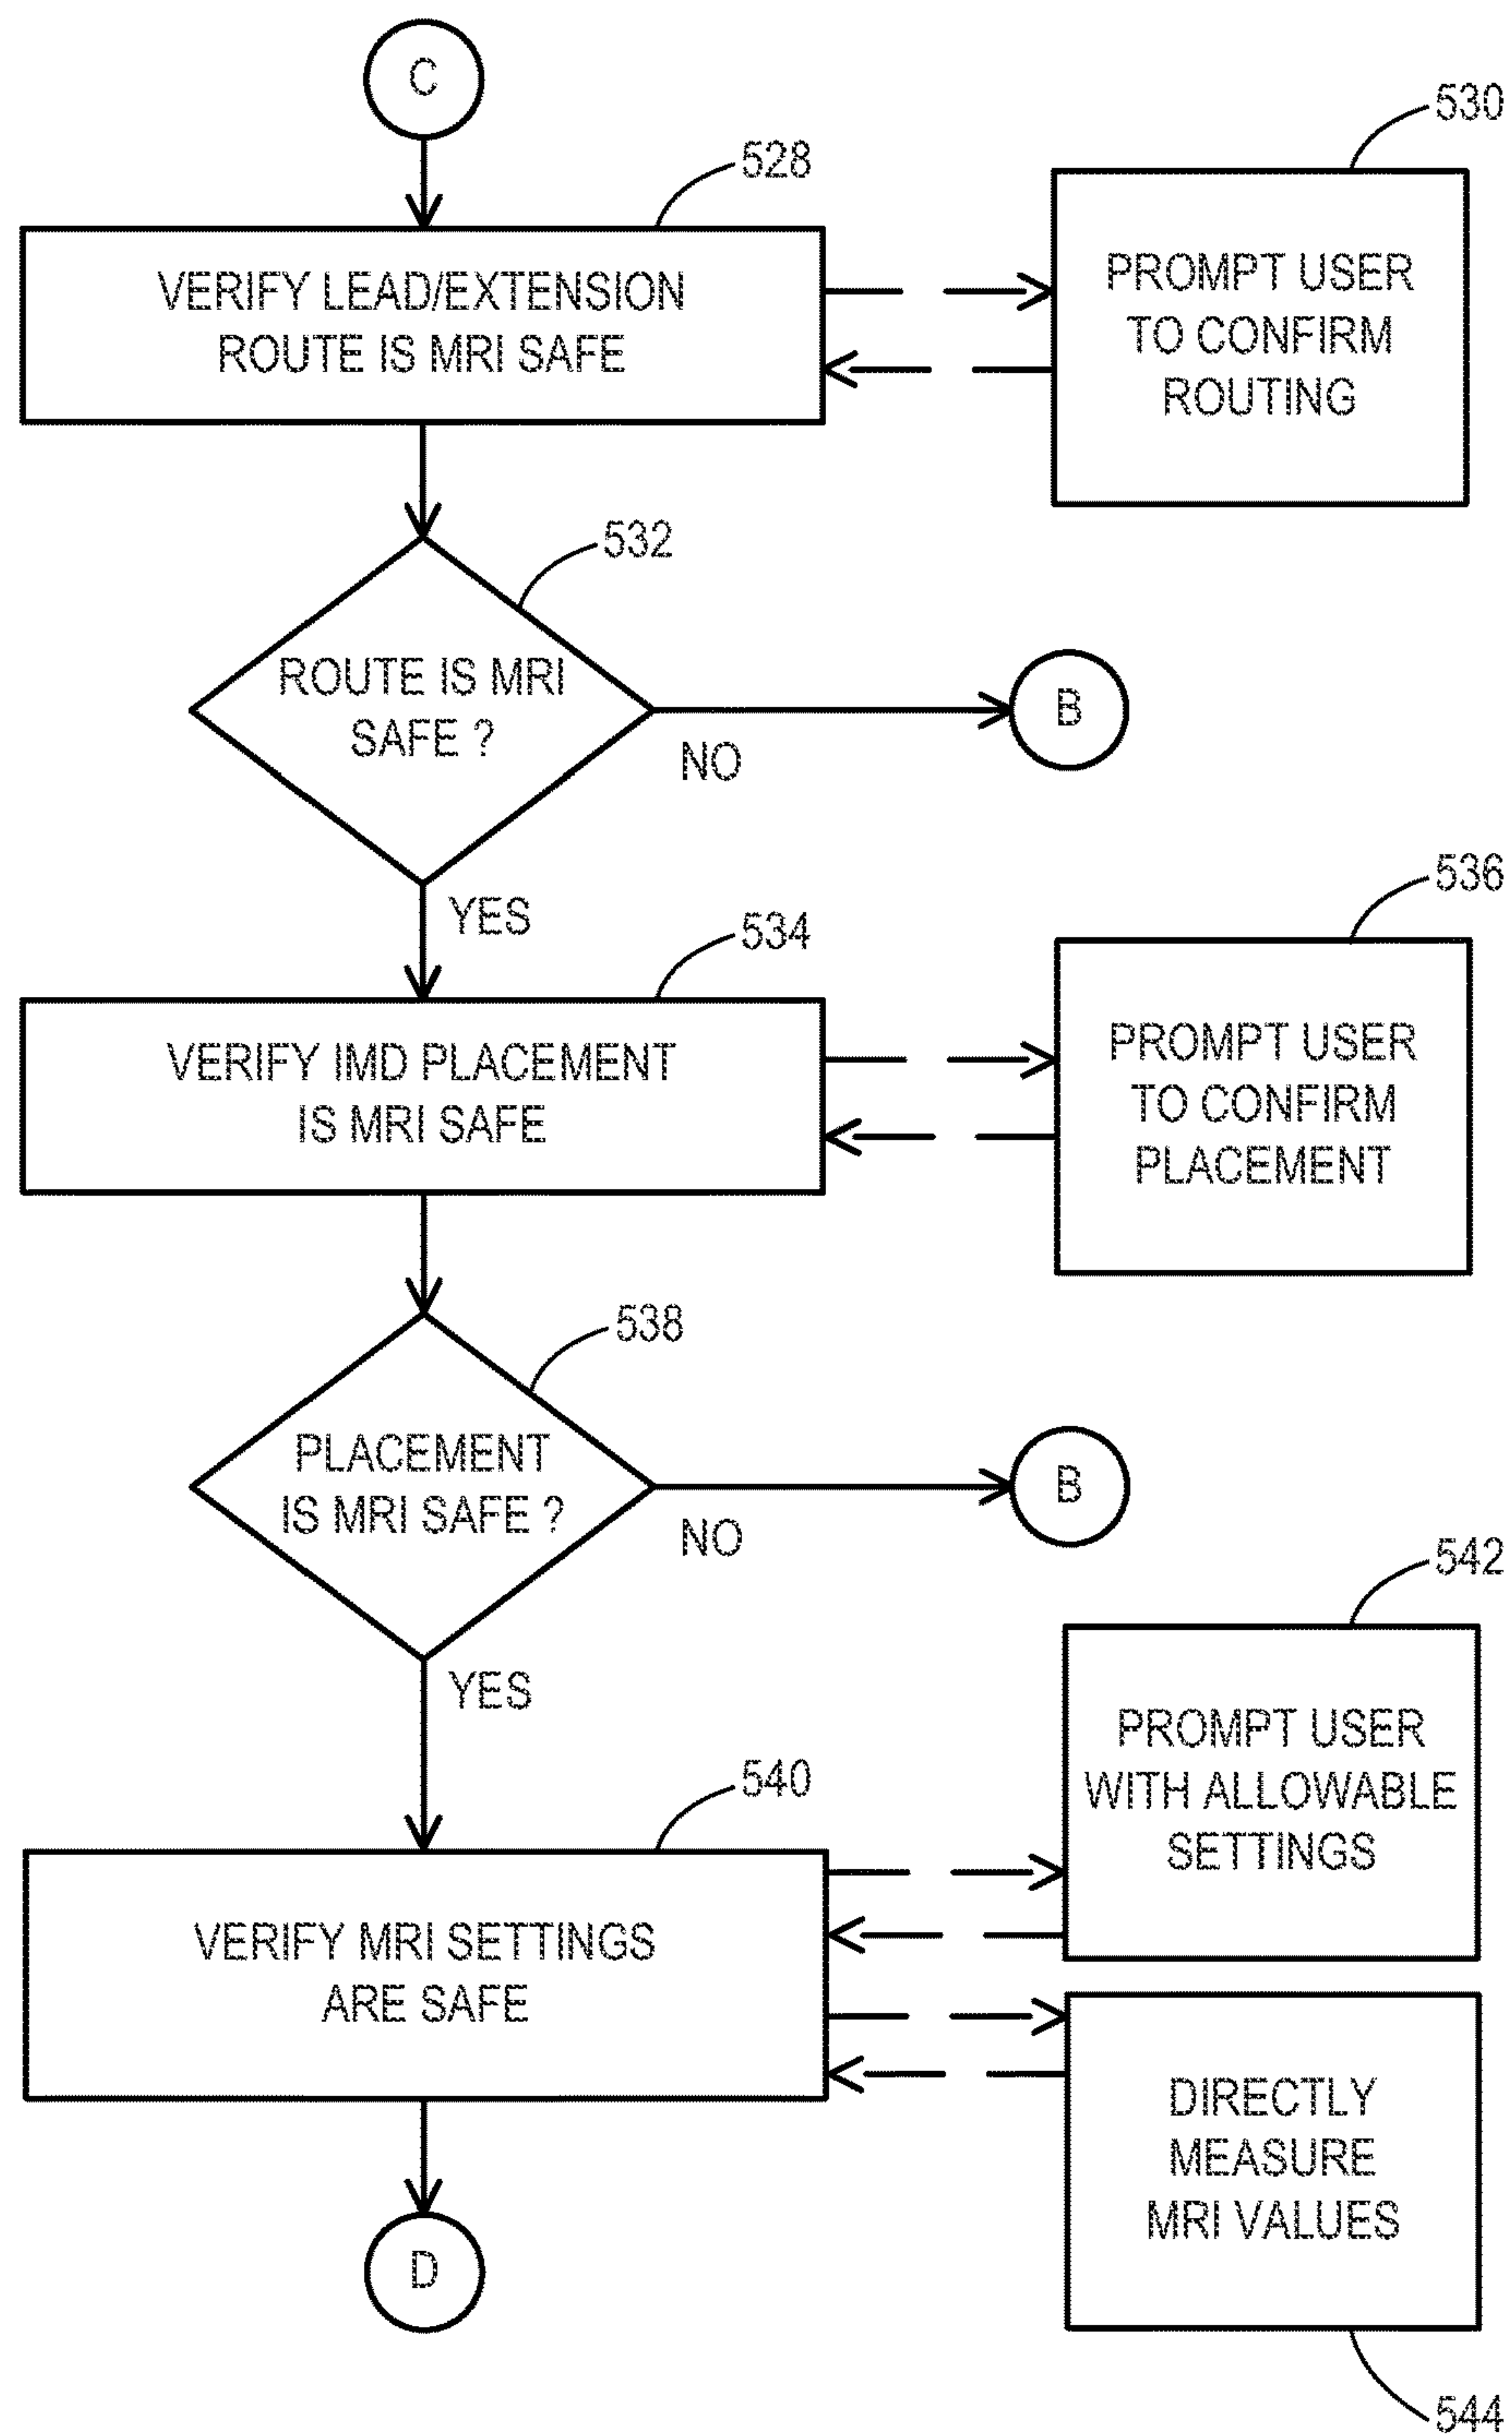 C
528
530
VERIFY LEAD/EXTENSION
ROUTE IS MRI SAFE
PROMPT USER
TO CONFIRM
ROUTING
532
ROUTE IS MRI
SAFE ?
NO
B
YES
534
536
VERIFY IMD PLACEMENT
IS MRI SAFE
PROMPT USER
TO CONFIRM
PLACEMENT
538
PLACEMENT
IS MRI SAFE ?
NO
B
YES
540
542
PROMPT USER
WITH ALLOWABLE
SETTINGS
VERIFY MRI SETTINGS
ARE SAFE
DIRECTLY
MEASURE
MRI VALUES
544
D